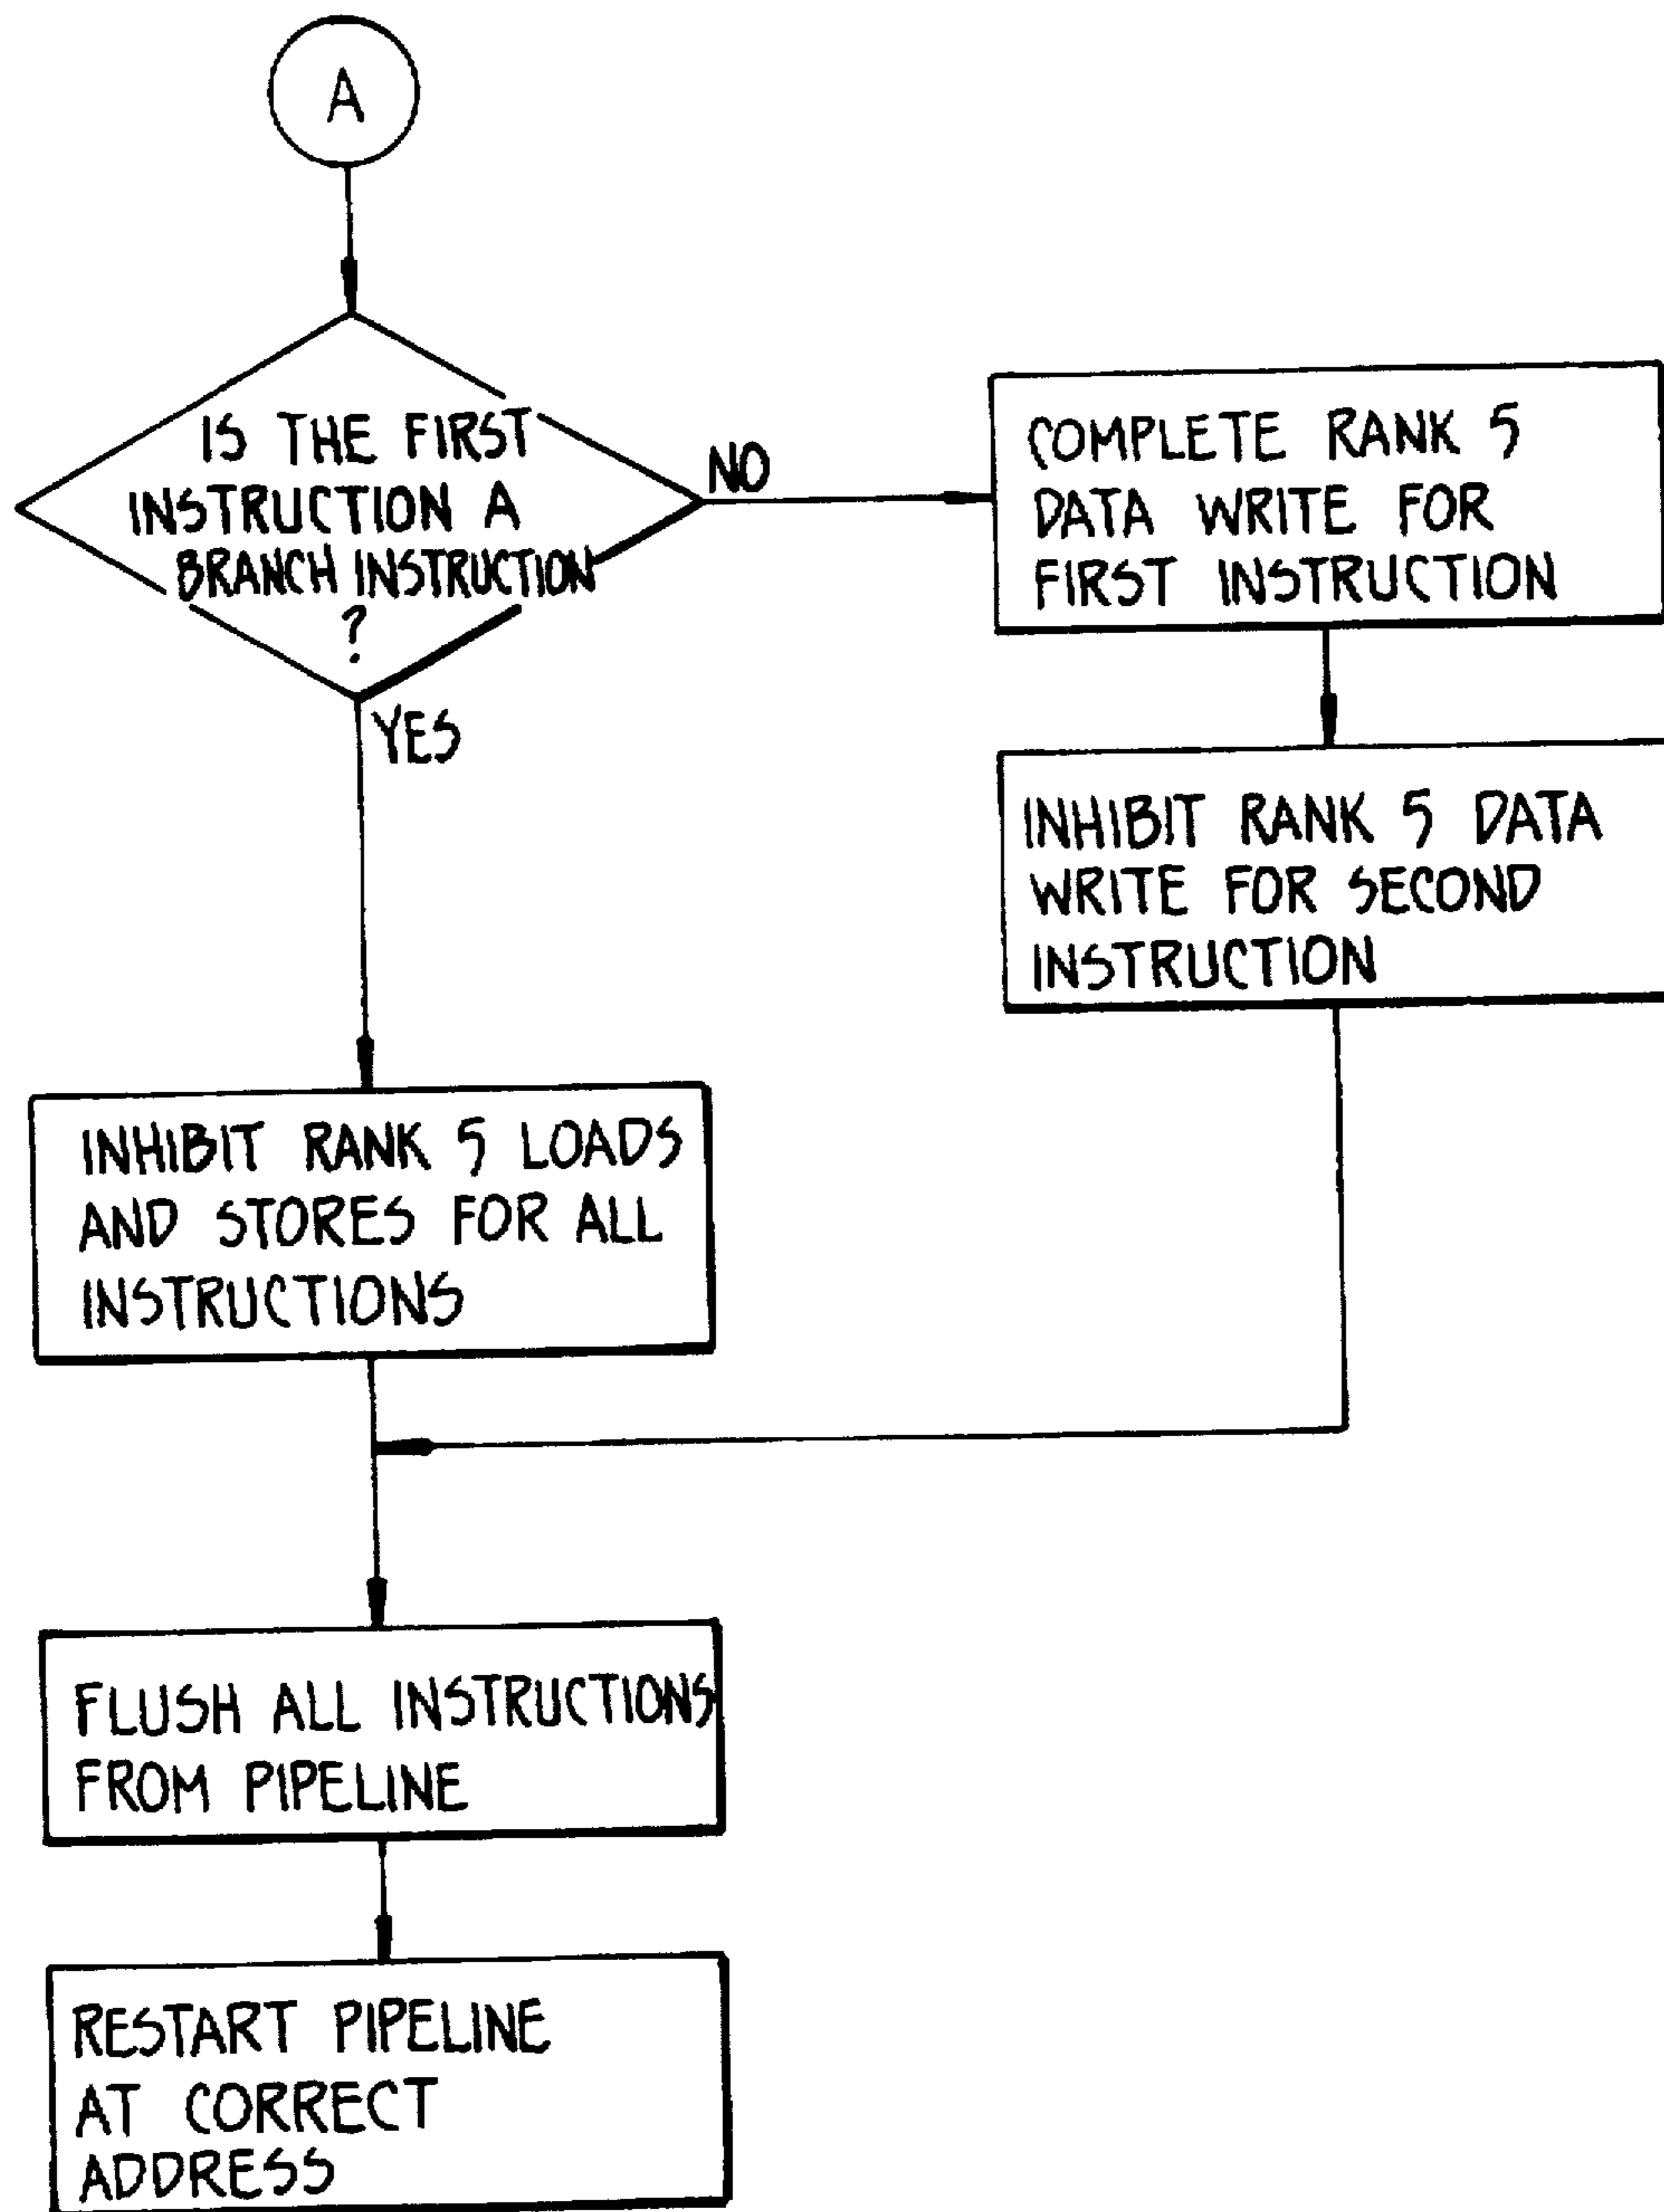 A
IS THE FIRST
INSTRUCTION A
BRANCH INSTRUCTION
?
NO
YES
COMPLETE RANK 5
DATA WRITE FOR
FIRST INSTRUCTION
INHIBIT RANK 5 DATA
WRITE FOR SECOND
INSTRUCTION
INHIBIT RANK 5 LOADS
AND STORES FOR ALL
INSTRUCTIONS
FLUSH ALL INSTRUCTIONS
FROM PIPELINE
RESTART PIPELINE
AT CORRECT
ADDRESS